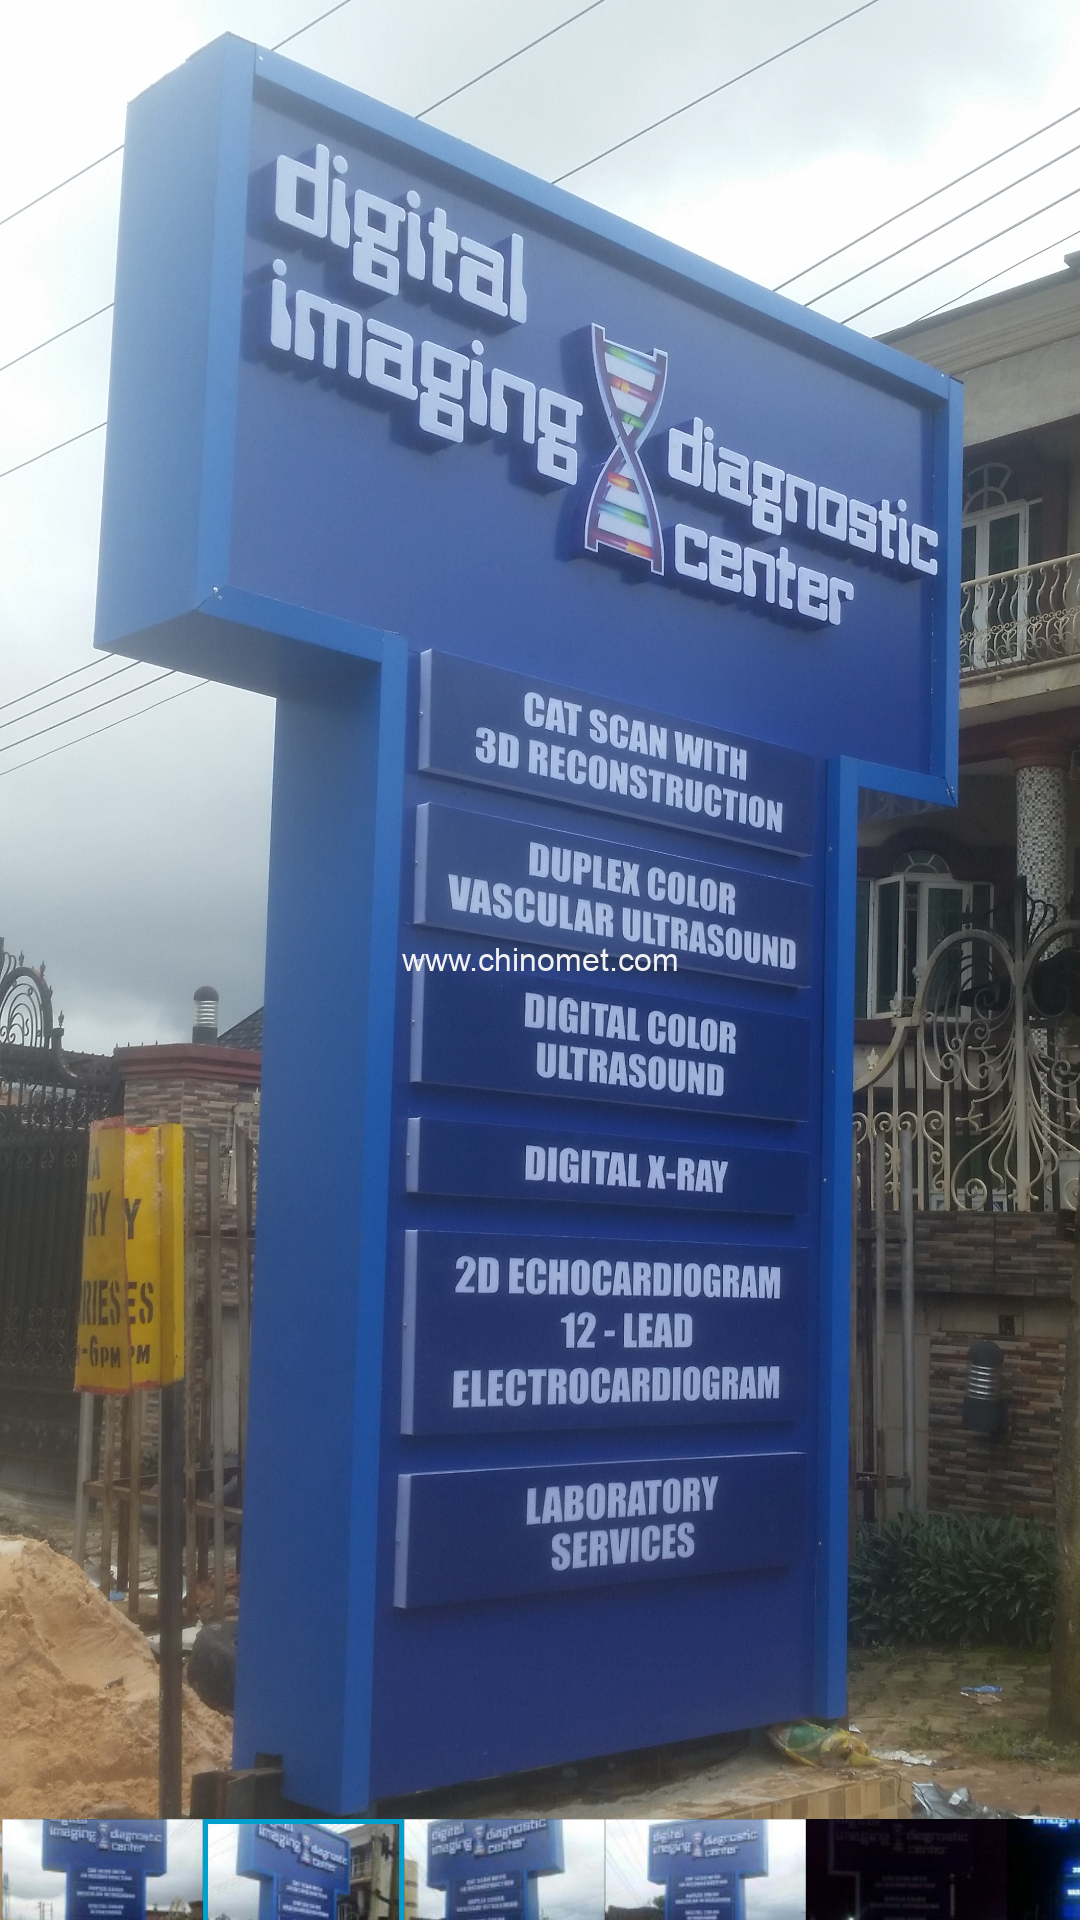 digital
imaging
diagnostic
center
CAT SCAN WITH
3D RECONSTRUCTION
DUPLEX COLOR
VASCULAR ULTRASOUND
www.chinomet.com
DIGITAL COLOR
ULTRASOUND
DIGITAL X-RAY
2D ECHOCARDIOGRAM
12 - LEAD
ELECTROCARDIOGRAM
LABORATORY
SERVICES